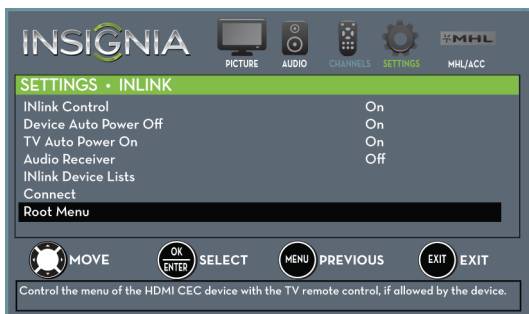 INSIGNIA
PICTURE AUDIO CHANNELS SETTINGS MHL MHL/ACC
SETTINGS • INLINK
INlink Control On
Device Auto Power Off On
TV Auto Power On On
Audio Receiver Off
INlink Device Lists
Connect
Root Menu
MOVE OK ENTER SELECT MENU PREVIOUS EXIT EXIT
Control the menu of the HDMI CEC device with the TV remote control, if allowed by the device.